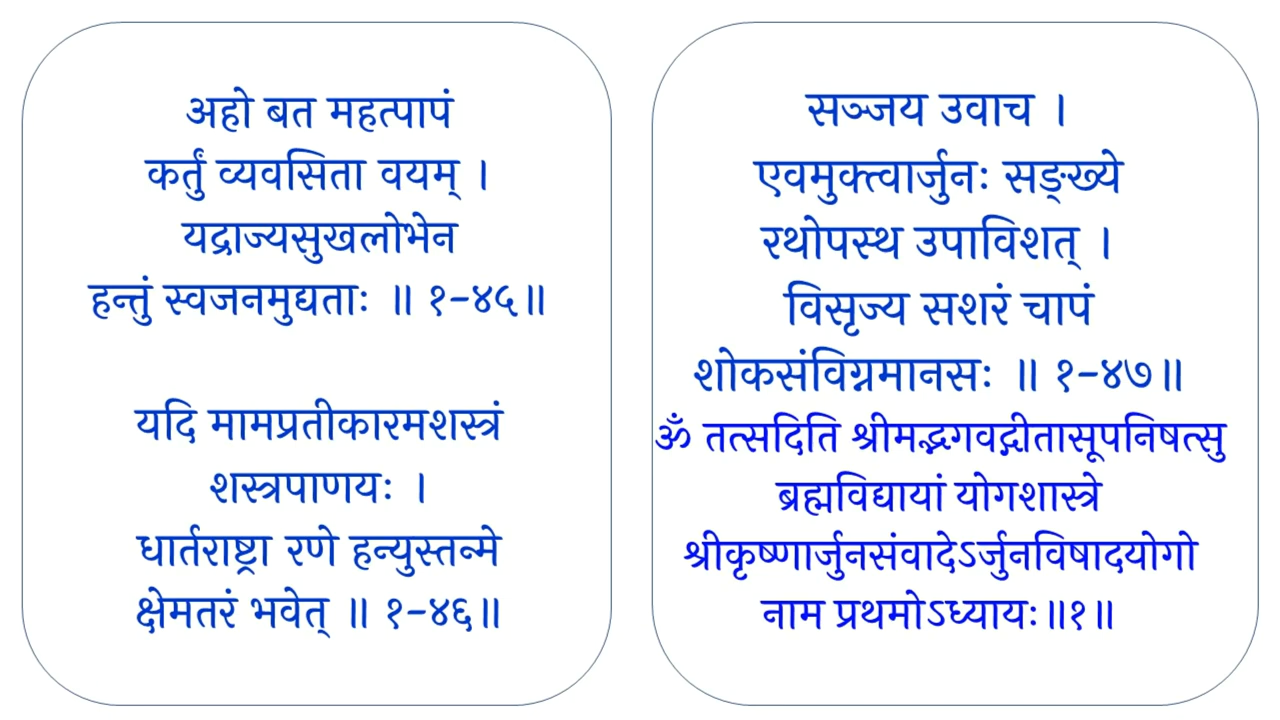 अहो बत महत्पापं
कर्तुं व्यवसिता वयम् ।
यद्राज्यसुखलोभेन
हन्तुं स्वजनमुद्यताः ॥ १-४५॥
यदि मामप्रतीकारमशस्त्रं
शस्त्रपाणयः ।
धार्तराष्ट्रा रणे हन्युस्तन्मे
क्षेमतरं भवेत् ॥ १-४६॥
सञ्जय उवाच ।
एवमुक्त्वार्जुनः सङ्ख्ये
रथोपस्थ उपाविशत् ।
विसृज्य सशरं चापं
शोकसंविग्नमानसः ॥ १-४७॥
ॐ तत्सदिति श्रीमद्भगवद्गीतासूपनिषत्सु
ब्रह्मविद्यायां योगशास्त्रे
श्रीकृष्णार्जुनसंवादेऽर्जुनविषादयोगो
नाम प्रथमोऽध्यायः॥१॥